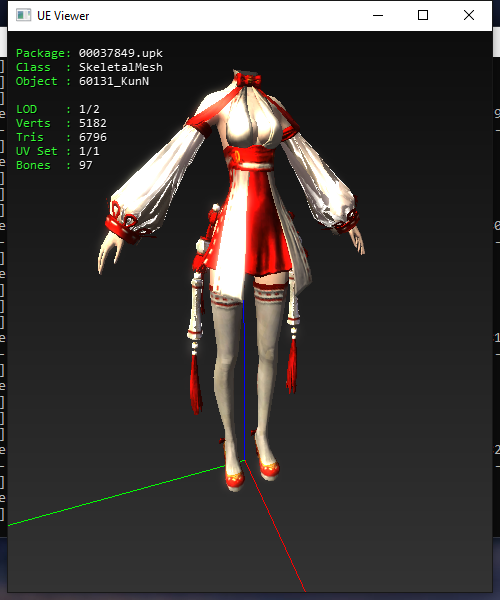 UE Viewer
Package: 00037849.upk
Class  : SkeletalMesh
Object : 60131_KunN
LOD    : 1/2
Verts  : 5182
Tris   : 6796
UV Set : 1/1
Bones  : 97